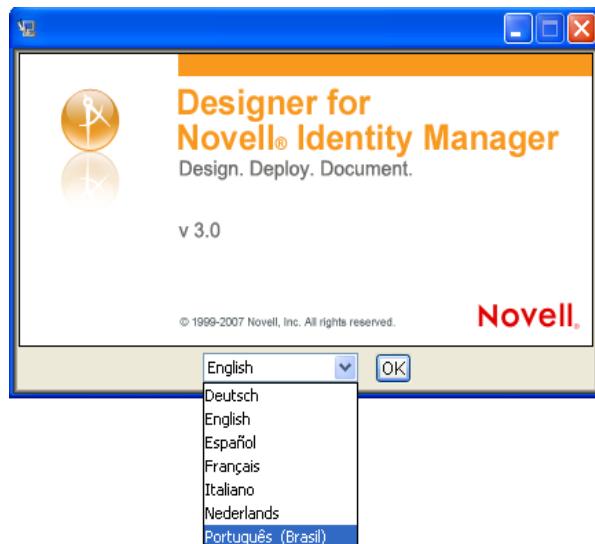 Designer for
Novell® Identity Manager
Design. Deploy. Document.
v 3.0
© 1999-2007 Novell, Inc. All rights reserved.
Novell.
English
OK
Deutsch
English
Español
Français
Italiano
Nederlands
Português (Brasil)